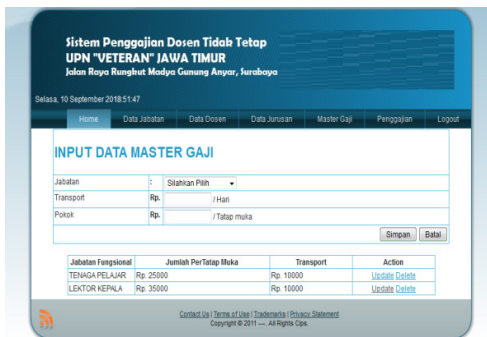 Sistem Penggajian Dosen Tidak Tetap
UPN "VETERAN" JAWA TIMUR
Jalan Raya Rungkut Madya Gunung Anyar, Surabaya
Selasa, 10 September 2018:51:47
Home Data Jabatan Data Dosen Data Jurusan Master Gaji Penggajian Logout
INPUT DATA MASTER GAJI
Jabatan : Silahkan Pilih
Transport Rp. / Hari
Pokok Rp. / Tatap muka
Simpan Batal
Jabatan Fungsional Jumlah PerTatap Muka Transport Action
TENAGA PELAJAR Rp. 25000 Rp. 10000 Update Delete
LEKTOR KEPALA Rp. 35000 Rp. 10000 Update Delete
Contact Us | Terms of Use | Trademarks | Privacy Statement
Copyright © 2011 —. All Rights Cips.